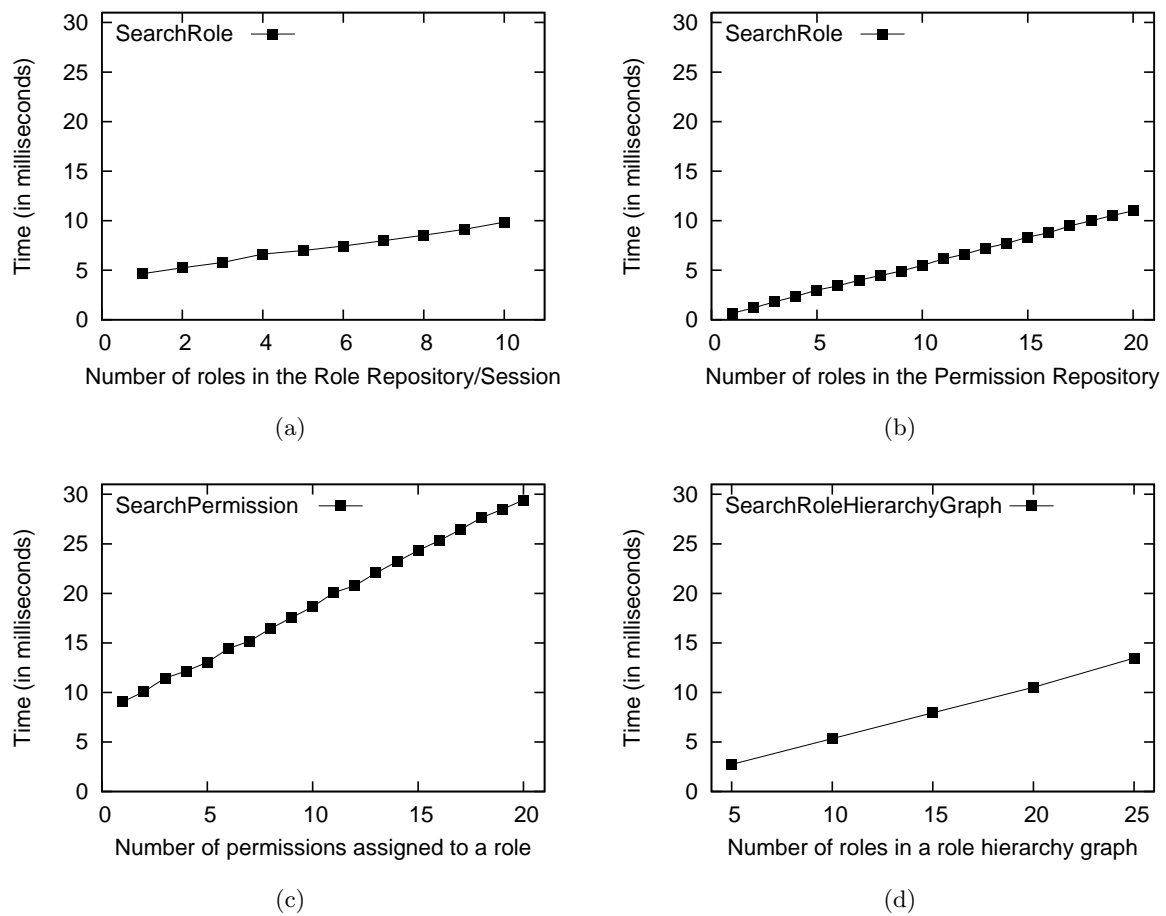 SearchRole
Time (in milliseconds)
30
25
20
15
10
5
0
0 2 4 6 8 10
Number of roles in the Role Repository/Session
(a)
SearchRole
Time (in milliseconds)
30
25
20
15
10
5
0
0 5 10 15 20
Number of roles in the Permission Repository
(b)
SearchPermission
Time (in milliseconds)
30
25
20
15
10
5
0
5 10 15 20
Number of permissions assigned to a role
(c)
SearchRoleHierarchyGraph
Time (in milliseconds)
30
25
20
15
10
5
0
5 10 15 20 25
Number of roles in a role hierarchy graph
(d)